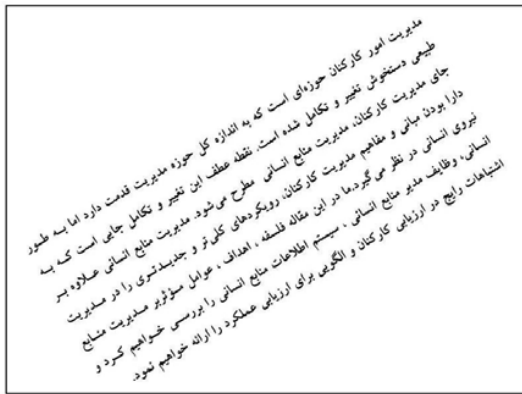 مدیریت امور کارکنان حوزه‌ای است که به اندازه کل حوزه مدیریت قدمت دارد اما به طور
طبیعی دستخوش تغییر و تکامل شده است. نقطه عطف این تغییر و تکامل جایی است که به
جای مدیریت کارکنان، مدیریت منابع انسانی مطرح می‌شود. مدیریت منابع انسانی علاوه بر
دارا بودن مبانی و مفاهیم مدیریت کارکنان، رویکردهای کلی‌تر و جدیدتری را در مدیریت
نیروی انسانی در نظر می‌گیرد.ما در این مقاله فلسفه ، اهداف ، عوامل مؤثربر مدیریت منابع
انسانی، وظایف مدیر منابع انسانی ، سیستم اطلاعات منابع انسانی را بررسی خواهیم کرد و
اشتباهات رایج در ارزیابی کارکنان و الگویی برای ارزیابی عملکرد را ارائه خواهیم نمود.